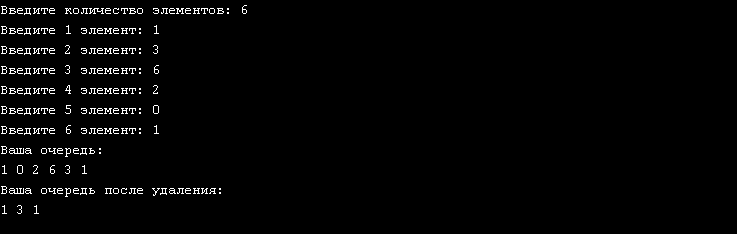 Введите количество элементов: 6
Введите 1 элемент: 1
Введите 2 элемент: 3
Введите 3 элемент: 6
Введите 4 элемент: 2
Введите 5 элемент: 0
Введите 6 элемент: 1
Ваша очередь:
1 0 2 6 3 1
Ваша очередь после удаления:
1 3 1